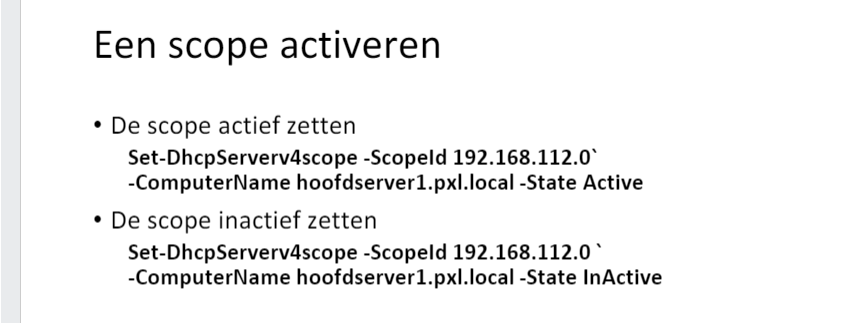 Een scope activeren
• De scope actief zetten
Set-DhcpServerv4scope -ScopeId 192.168.112.0`
-ComputerName hoofdserver1.pxl.local -State Active
• De scope inactief zetten
Set-DhcpServerv4scope -ScopeId 192.168.112.0 `
-ComputerName hoofdserver1.pxl.local -State InActive